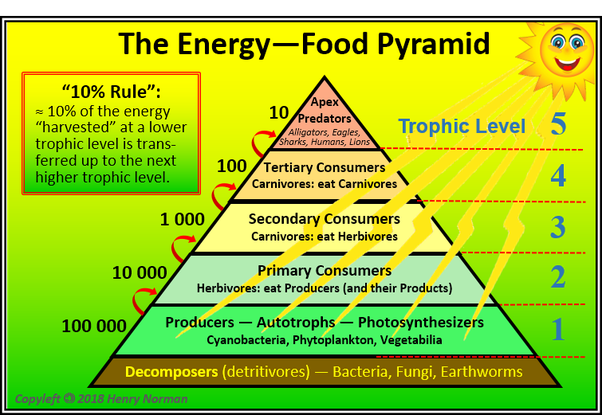 The Energy—Food Pyramid
“10% Rule”:
≈ 10% of the energy
“harvested” at a lower
trophic level is trans-
ferred up to the next
higher trophic level.
Trophic Level
5
10
Apex
Predators
Alligators, Eagles,
Sharks, Humans, Lions
100
Tertiary Consumers
Carnivores: eat Carnivores
4
1 000
Secondary Consumers
Carnivores: eat Herbivores
3
10 000
Primary Consumers
Herbivores: eat Producers (and their Products)
2
100 000
Producers — Autotrophs — Photosynthesizers
Cyanobacteria, Phytoplankton, Vegetabilia
1
Decomposers (detritivores) — Bacteria, Fungi, Earthworms
Copyleft 2018 Henry Norman